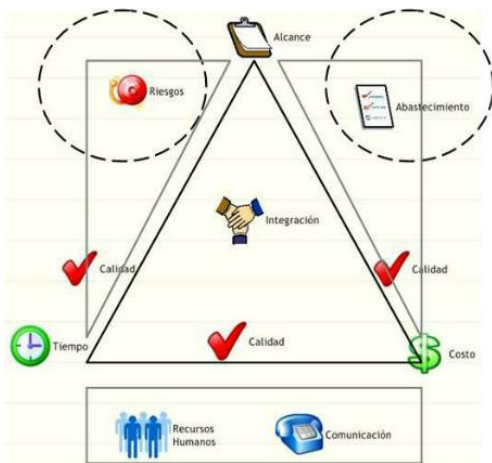 Alcance
Riesgos
Abastecimiento
Integración
Calidad
Calidad
Tiempo
Calidad
Costo
Recursos
Humanos
Comunicación